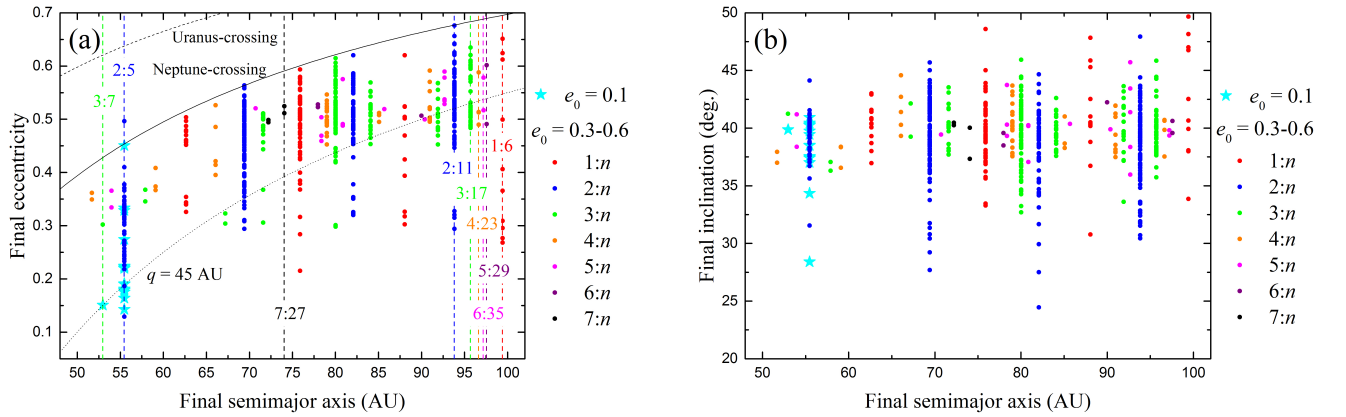 0.7
0.6
0.5
0.4
0.3
0.2
0.1
Final eccentricity
(a)
Uranus-crossing
Neptune-crossing
3:7
2:5
q = 45 AU
7:27
2:11
3:17
4:23
5:29
6:35
1:6
50 55 60 65 70 75 80 85 90 95 100
Final semimajor axis (AU)
e0 = 0.1
e0 = 0.3-0.6
1:n
2:n
3:n
4:n
5:n
6:n
7:n
50
45
40
35
30
25
20
Final inclination (deg.)
(b)
50 60 70 80 90 100
Final semimajor axis (AU)
e0 = 0.1
e0 = 0.3-0.6
1:n
2:n
3:n
4:n
5:n
6:n
7:n